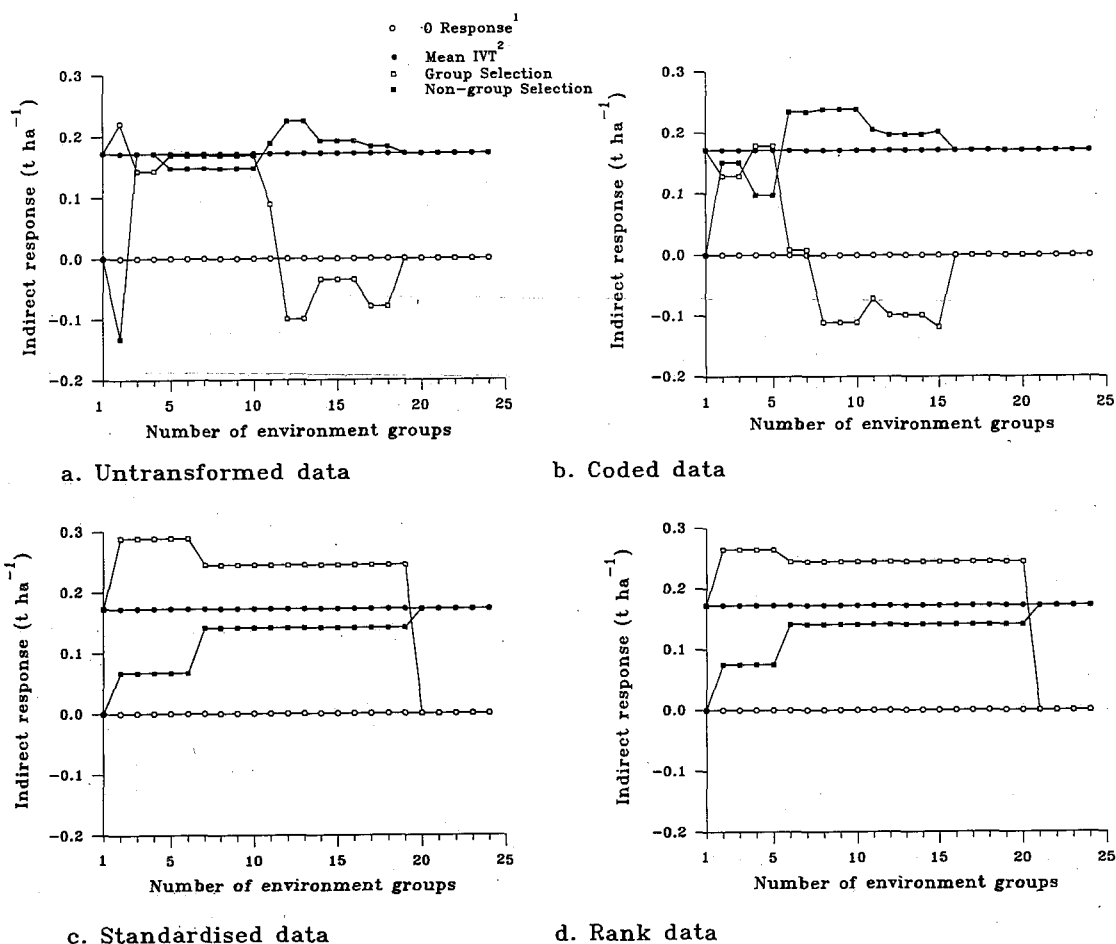 0 Response¹
Mean IVT²
Group Selection
Non-group Selection
Indirect response (t ha⁻¹)
0.3
0.2
0.1
0.0
−0.1
−0.2
1 5 10 15 20 25
Number of environment groups
a. Untransformed data
Indirect response (t ha⁻¹)
0.3
0.2
0.1
0.0
−0.1
−0.2
1 5 10 15 20 25
Number of environment groups
b. Coded data
Indirect response (t ha⁻¹)
0.3
0.2
0.1
0.0
−0.1
−0.2
1 5 10 15 20 25
Number of environment groups
c. Standardised data
Indirect response (t ha⁻¹)
0.3
0.2
0.1
0.0
−0.1
−0.2
1 5 10 15 20 25
Number of environment groups
d. Rank data